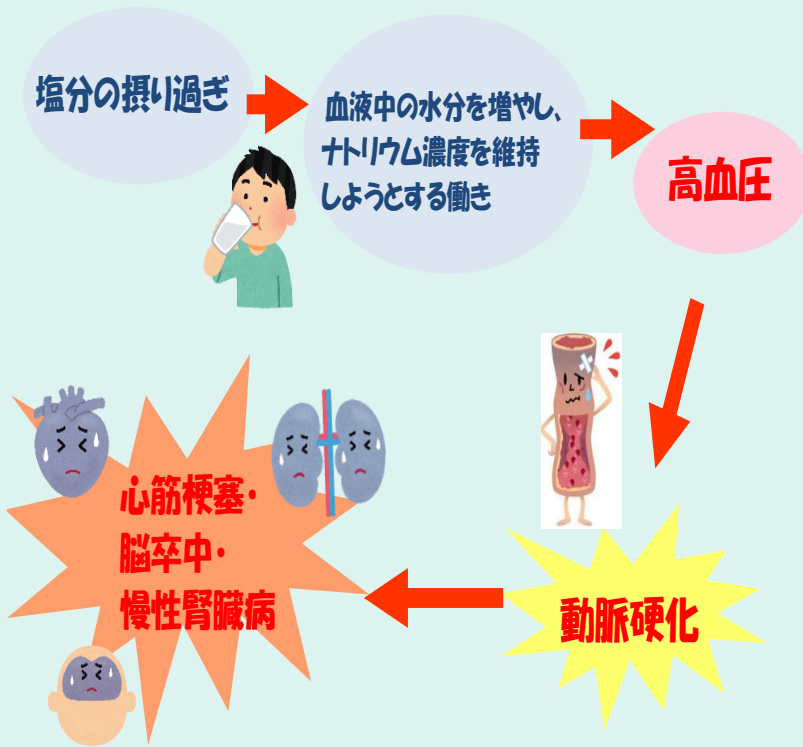 塩分の摂り過ぎ
血液中の水分を増やし、
ナトリウム濃度を維持
しようとする働き
高血圧
動脈硬化
心筋梗塞・
脳卒中・
慢性腎臓病